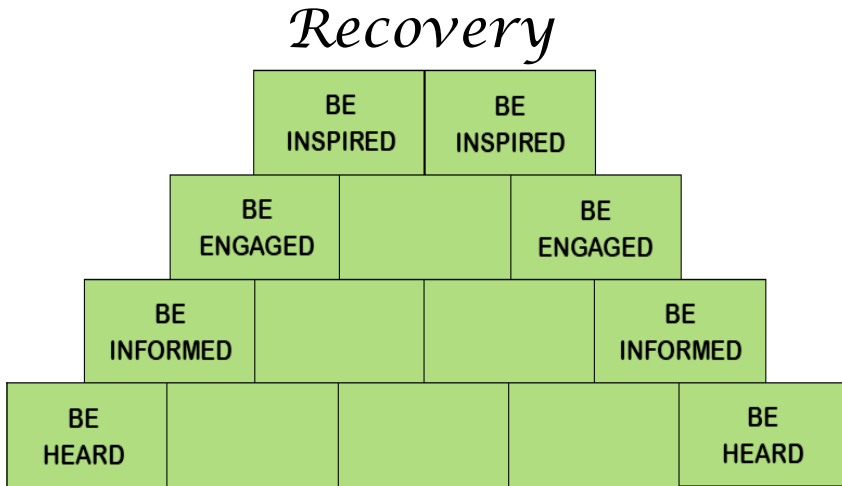 Recovery
BE
INSPIRED
BE
INSPIRED
BE
ENGAGED
BE
ENGAGED
BE
INFORMED
BE
INFORMED
BE
HEARD
BE
HEARD